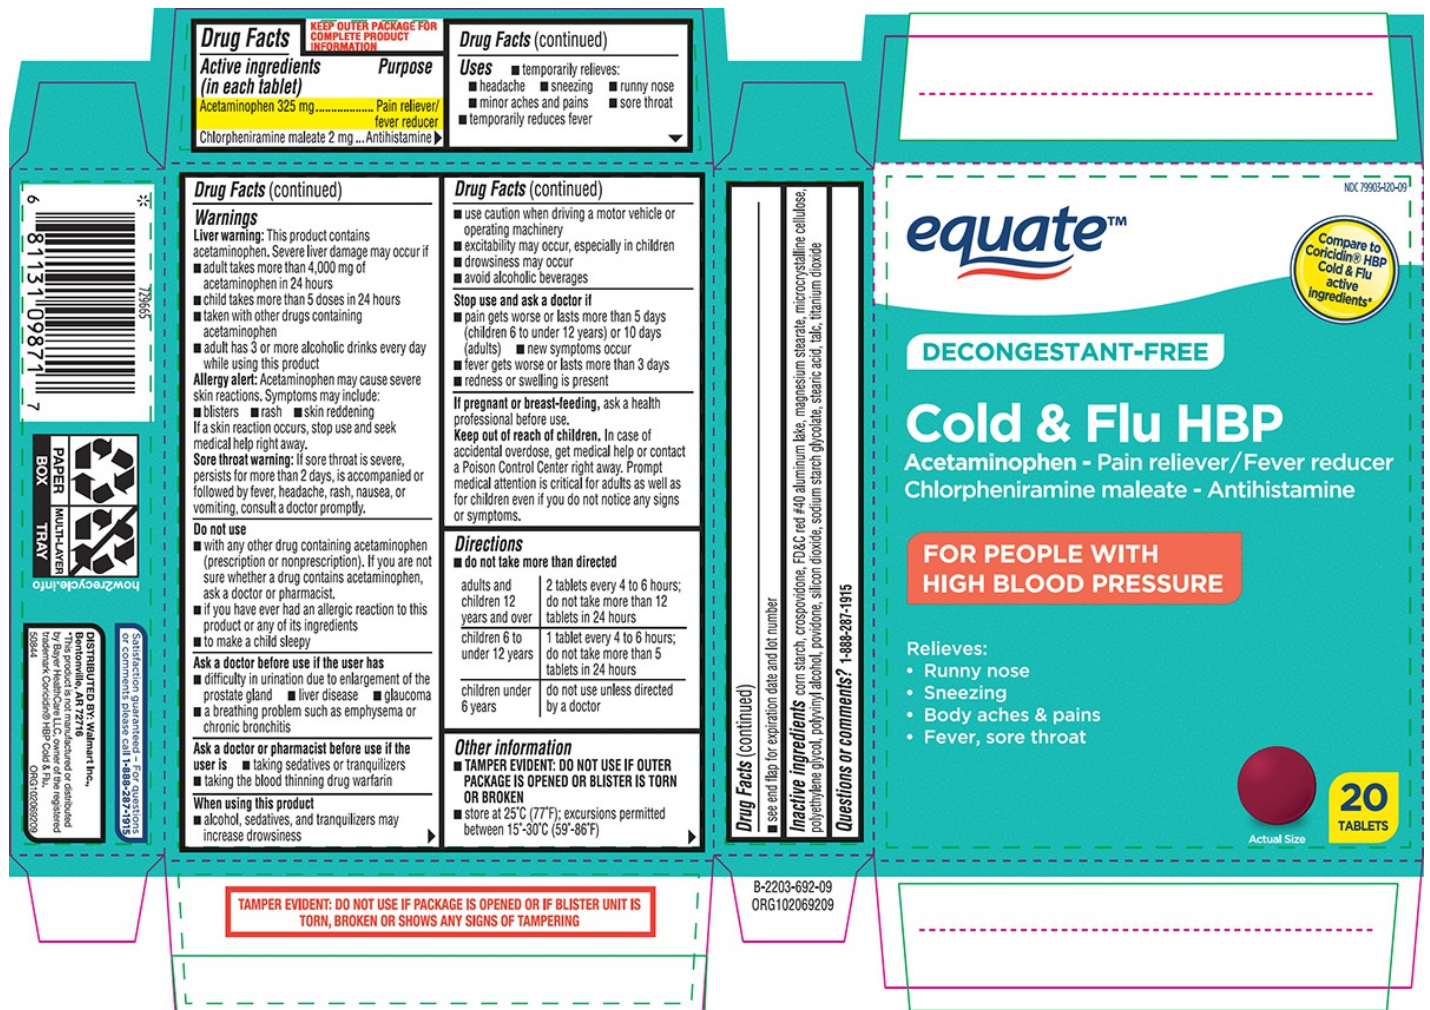 Drug Facts
KEEP OUTER PACKAGE FOR
COMPLETE PRODUCT
INFORMATION
Active ingredients Purpose
(in each tablet)
Acetaminophen 325 mg................... Pain reliever/
fever reducer
Chlorpheniramine maleate 2 mg ... Antihistamine
Drug Facts (continued)
Uses ■ temporarily relieves:
■ headache ■ sneezing ■ runny nose
■ minor aches and pains ■ sore throat
■ temporarily reduces fever
6 81131 09871 7
729665
PAPER
BOX
MULTI-LAYER
TRAY
how2recycle.info
Satisfaction guaranteed – For questions
or comments please call 1-888-287-1915
DISTRIBUTED BY: Walmart Inc.,
Bentonville, AR 72716
*This product is not manufactured or distributed
by Bayer HealthCare LLC, owner of the registered
trademark Coricidin® HBP Cold & Flu.
50844 ORG102069209
Drug Facts (continued)
Warnings
Liver warning: This product contains
acetaminophen. Severe liver damage may occur if
■ adult takes more than 4,000 mg of
acetaminophen in 24 hours
■ child takes more than 5 doses in 24 hours
■ taken with other drugs containing
acetaminophen
■ adult has 3 or more alcoholic drinks every day
while using this product
Allergy alert: Acetaminophen may cause severe
skin reactions. Symptoms may include:
■ blisters ■ rash ■ skin reddening
If a skin reaction occurs, stop use and seek
medical help right away.
Sore throat warning: If sore throat is severe,
persists for more than 2 days, is accompanied or
followed by fever, headache, rash, nausea, or
vomiting, consult a doctor promptly.
Do not use
■ with any other drug containing acetaminophen
(prescription or nonprescription). If you are not
sure whether a drug contains acetaminophen,
ask a doctor or pharmacist.
■ if you have ever had an allergic reaction to this
product or any of its ingredients
■ to make a child sleepy
Ask a doctor before use if the user has
■ difficulty in urination due to enlargement of the
prostate gland ■ liver disease ■ glaucoma
■ a breathing problem such as emphysema or
chronic bronchitis
Ask a doctor or pharmacist before use if the
user is ■ taking sedatives or tranquilizers
■ taking the blood thinning drug warfarin
When using this product
■ alcohol, sedatives, and tranquilizers may
increase drowsiness
Drug Facts (continued)
■ use caution when driving a motor vehicle or
operating machinery
■ excitability may occur, especially in children
■ drowsiness may occur
■ avoid alcoholic beverages
Stop use and ask a doctor if
■ pain gets worse or lasts more than 5 days
(children 6 to under 12 years) or 10 days
(adults) ■ new symptoms occur
■ fever gets worse or lasts more than 3 days
■ redness or swelling is present
If pregnant or breast-feeding, ask a health
professional before use.
Keep out of reach of children. In case of
accidental overdose, get medical help or contact
a Poison Control Center right away. Prompt
medical attention is critical for adults as well as
for children even if you do not notice any signs
or symptoms.
Directions
■ do not take more than directed
adults and 2 tablets every 4 to 6 hours;
children 12 do not take more than 12
years and over tablets in 24 hours
children 6 to 1 tablet every 4 to 6 hours;
under 12 years do not take more than 5
tablets in 24 hours
children under do not use unless directed
6 years by a doctor
Other information
■ TAMPER EVIDENT: DO NOT USE IF OUTER
PACKAGE IS OPENED OR BLISTER IS TORN
OR BROKEN
■ store at 25˚C (77˚F); excursions permitted
between 15˚-30˚C (59˚-86˚F)
TAMPER EVIDENT: DO NOT USE IF PACKAGE IS OPENED OR IF BLISTER UNIT IS
TORN, BROKEN OR SHOWS ANY SIGNS OF TAMPERING
Drug Facts (continued)
■ see end flap for expiration date and lot number
Inactive ingredients corn starch, crospovidone, FD&C red #40 aluminum lake, magnesium stearate, microcrystalline cellulose,
polyethylene glycol, polyvinyl alcohol, povidone, silicon dioxide, sodium starch glycolate, stearic acid, talc, titanium dioxide
Questions or comments? 1-888-287-1915
B-2203-692-09
ORG102069209
NDC 79903-120-09
equate™
Compare to
Coricidin® HBP
Cold & Flu
active
ingredients*
DECONGESTANT-FREE
Cold & Flu HBP
Acetaminophen - Pain reliever/Fever reducer
Chlorpheniramine maleate - Antihistamine
FOR PEOPLE WITH
HIGH BLOOD PRESSURE
Relieves:
• Runny nose
• Sneezing
• Body aches & pains
• Fever, sore throat
Actual Size
20
TABLETS